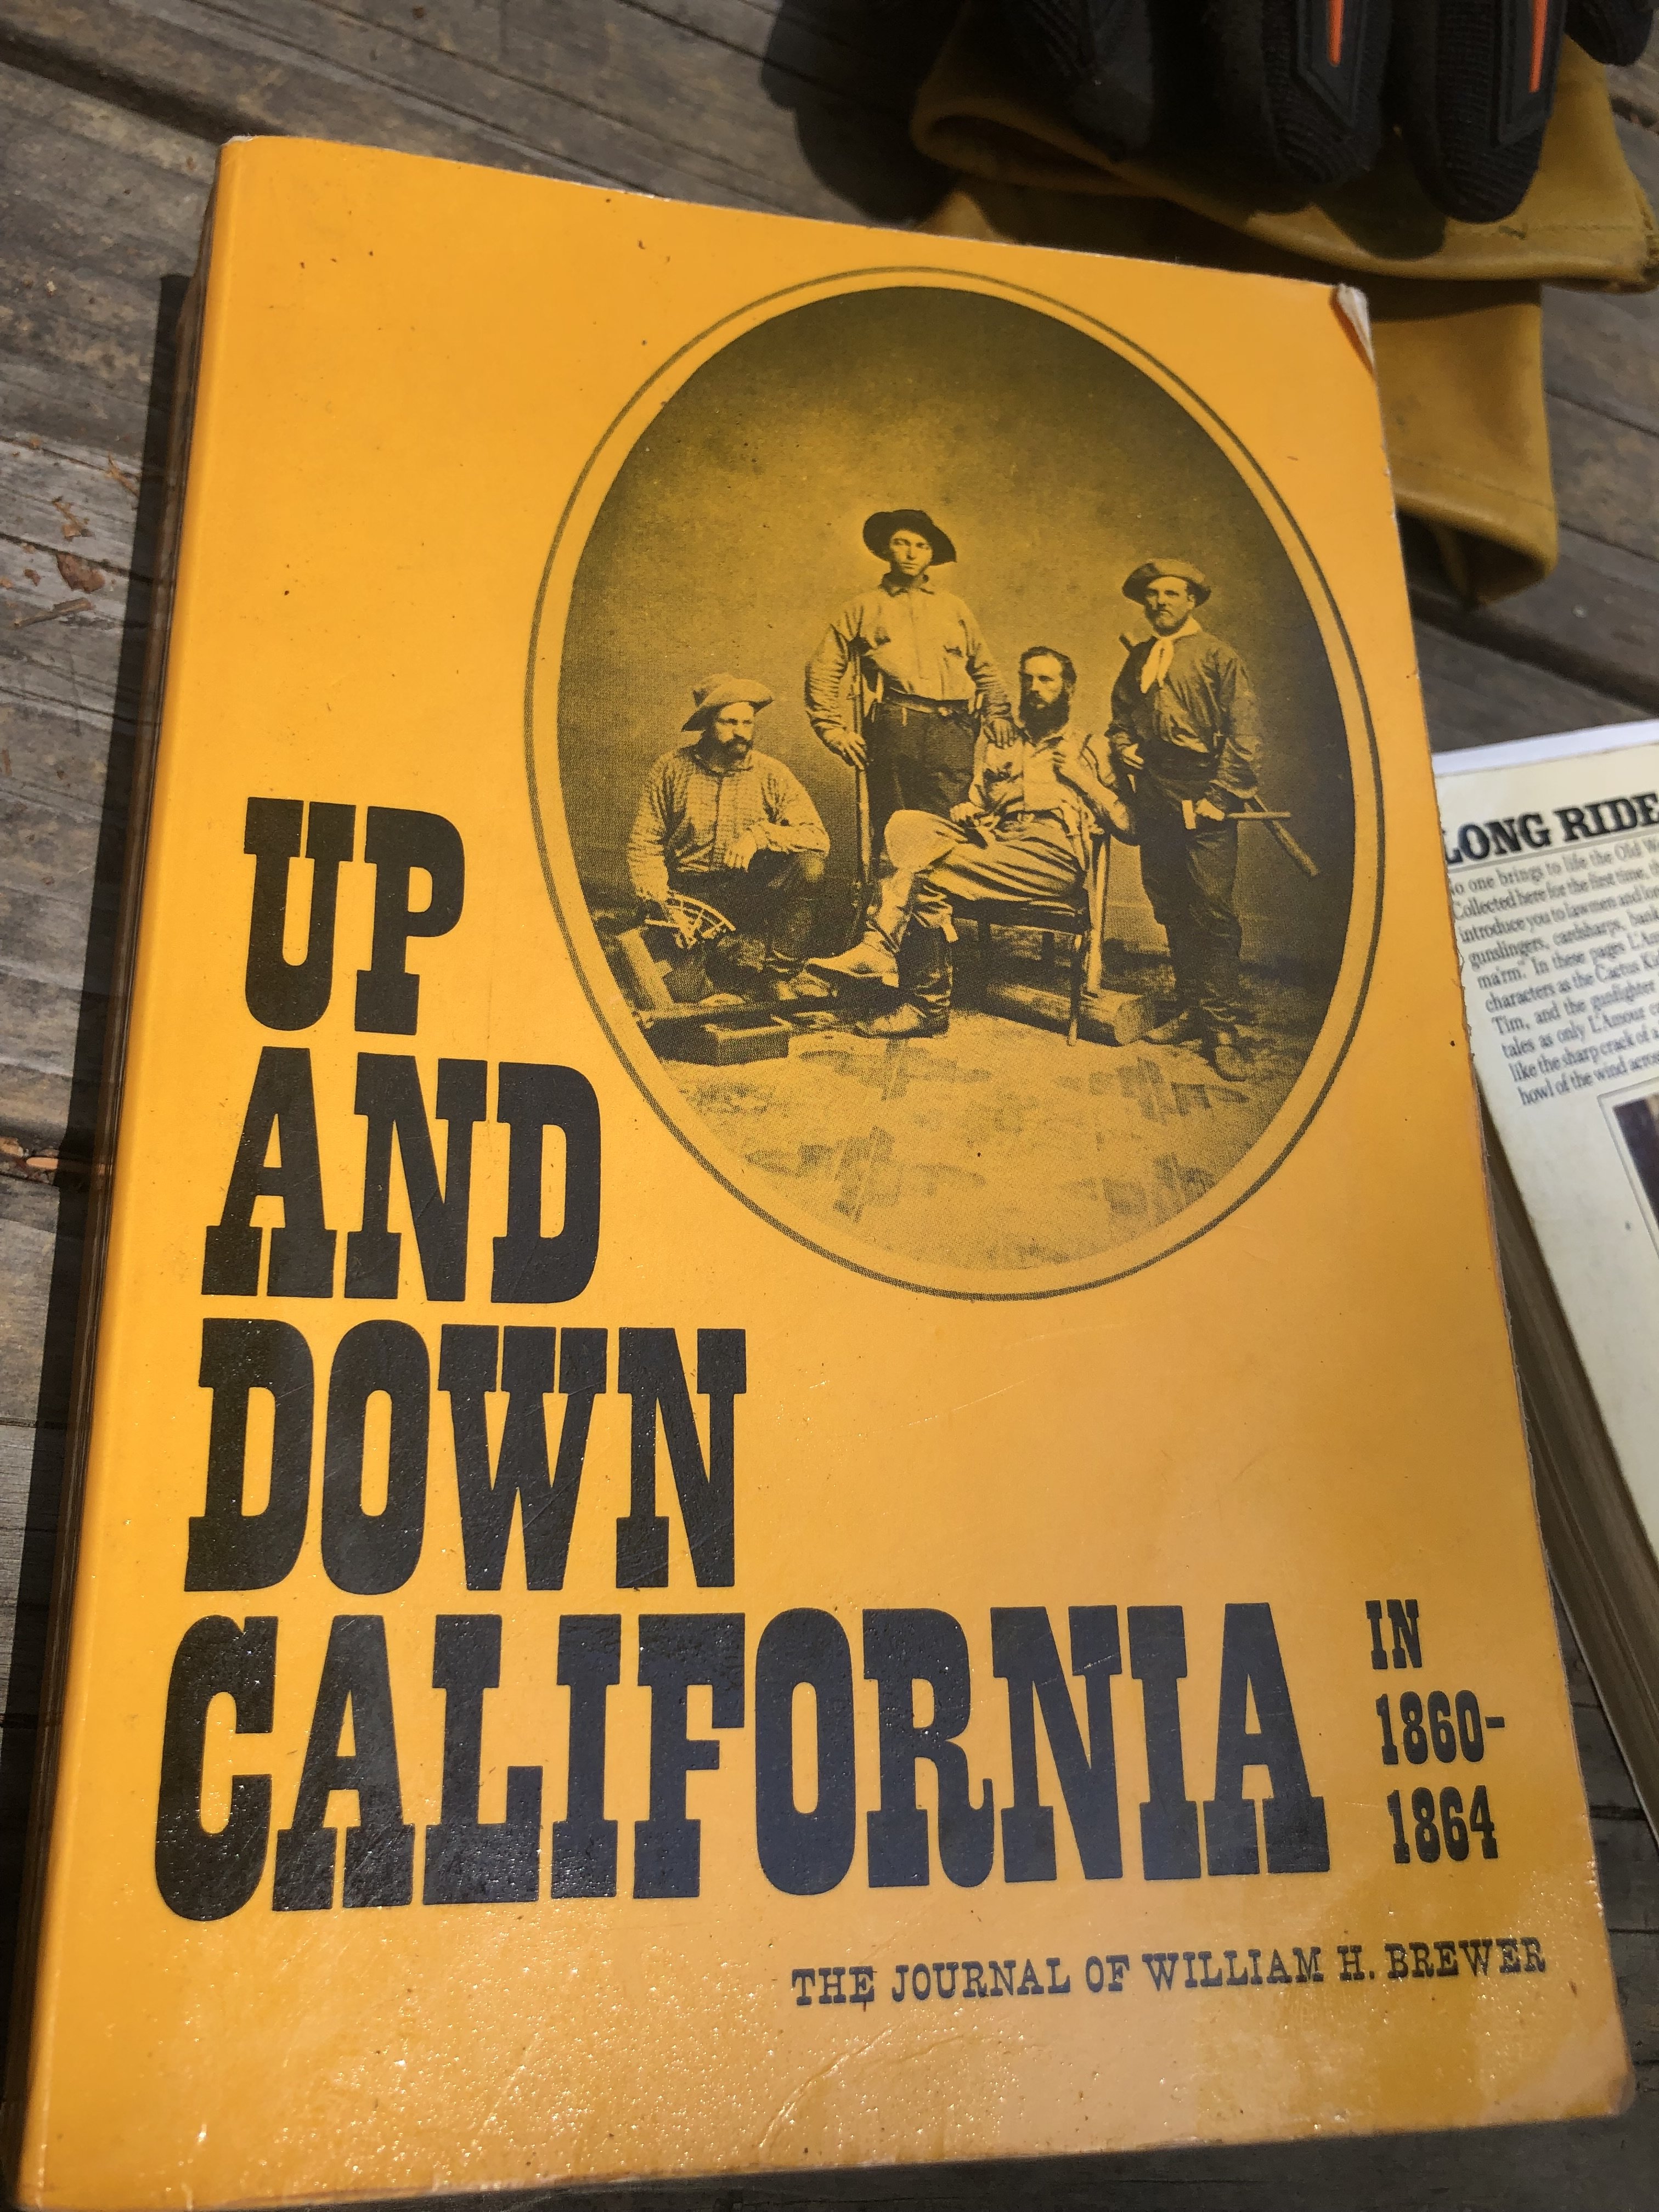 UP
AND
DOWN
CALIFORNIA
IN
1860-
1864
THE JOURNAL OF WILLIAM H. BREWER
LONG RIDE
o one brings to life the Old W
Collected here for the first time, th
introduce you to lawmen and
gunslingers, cardsharps, bank
ma'rm." In these pages L'Am
characters as the Cactus Ki
Tim, and the gunfighter
tales as only L'Amour c
like the sharp crack of a
howl of the wind acros